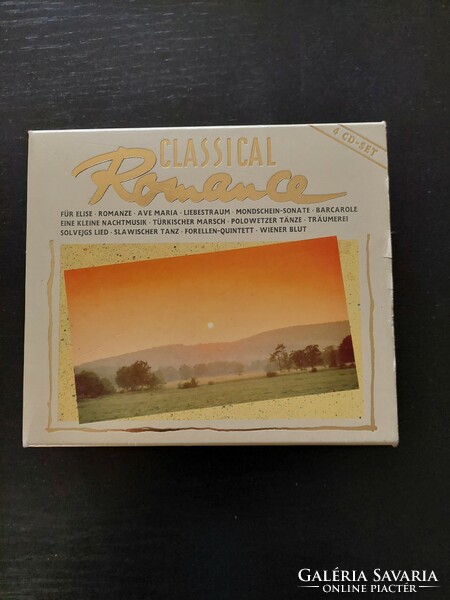 CLASSICAL
Romance
4 CD-SET
FÜR ELISE · ROMANZE · AVE MARIA · LIEBESTRAUM · MONDSCHEIN-SONATE · BARCAROLE
EINE KLEINE NACHTMUSIK · TÜRKISCHER MARSCH · POLOWETZER TÄNZE · TRÄUMEREI
SOLVEJGS LIED · SLAWISCHER TANZ · FORELLEN-QUINTETT · WIENER BLUT
GALÉRIA SAVARIA
ONLINE PIACTÉR